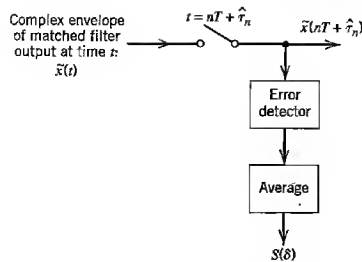 Complex envelope
of matched filter
output at time t:
x̃(t)
t = nT + τ̂ₙ
x̃(nT + τ̂ₙ)
Error
detector
Average
S(δ)